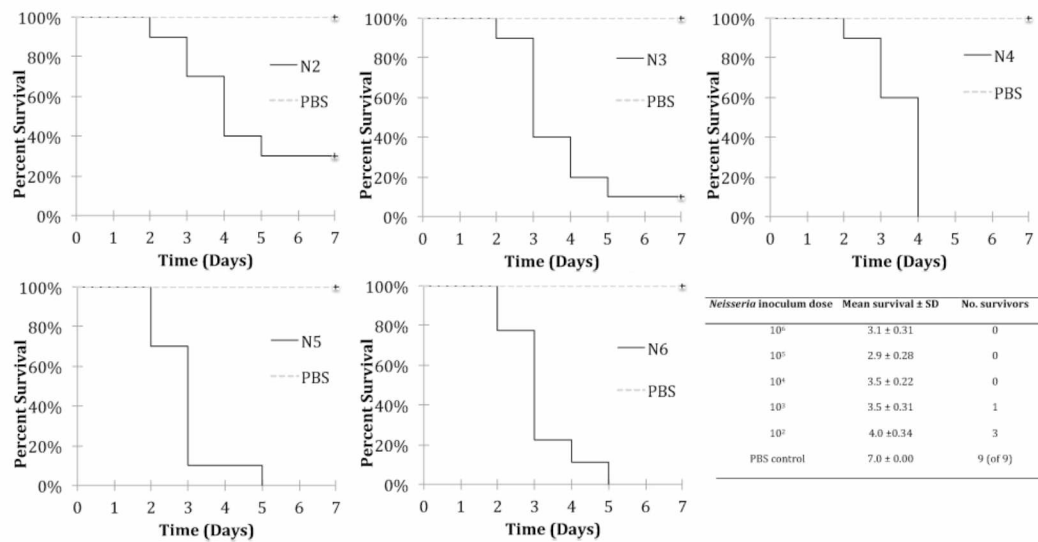 100%
80%
60%
40%
20%
0%
Percent Survival
N2
PBS
0 1 2 3 4 5 6 7
Time (Days)
100%
80%
60%
40%
20%
0%
Percent Survival
N3
PBS
0 1 2 3 4 5 6 7
Time (Days)
100%
80%
60%
40%
20%
0%
Percent Survival
N4
PBS
0 1 2 3 4 5 6 7
Time (Days)
100%
80%
60%
40%
20%
0%
Percent Survival
N5
PBS
0 1 2 3 4 5 6 7
Time (Days)
100%
80%
60%
40%
20%
0%
Percent Survival
N6
PBS
0 1 2 3 4 5 6 7
Time (Days)
Neisseria inoculum dose Mean survival ± SD No. survivors
10⁶ 3.1 ± 0.31 0
10⁵ 2.9 ± 0.28 0
10⁴ 3.5 ± 0.22 0
10³ 3.5 ± 0.31 1
10² 4.0 ±0.34 3
PBS control 7.0 ± 0.00 9 (of 9)